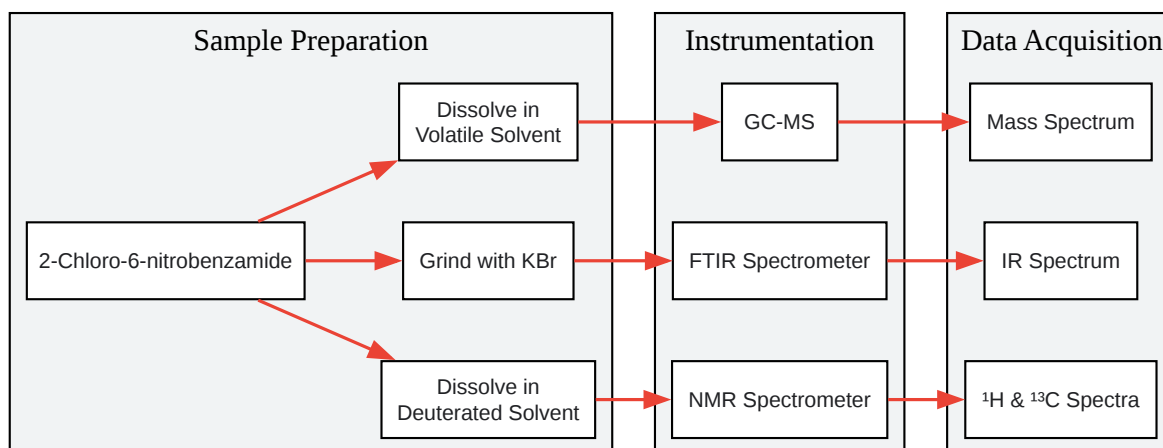 Sample Preparation
Instrumentation
Data Acquisition
Dissolve in
Volatile Solvent
GC-MS
Mass Spectrum
2-Chloro-6-nitrobenzamide
Grind with KBr
FTIR Spectrometer
IR Spectrum
Dissolve in
Deuterated Solvent
NMR Spectrometer
¹H & ¹³C Spectra